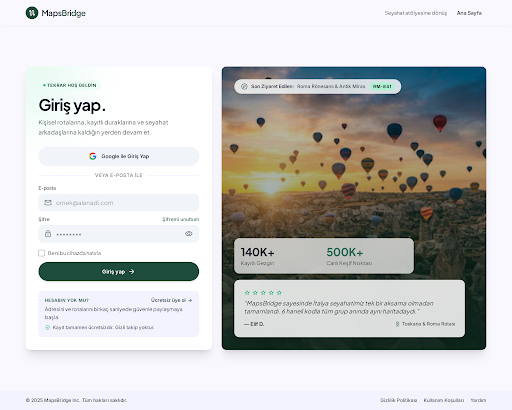 MapsBridge
Seyahat atölyesine dönüş
Ana Sayfa
TEKRAR HOŞ GELDİN
Giriş yap.
Kişisel rotalarına, kayıtlı duraklarına ve seyahat
arkadaşlarına kaldığın yerden devam et.
Google ile Giriş Yap
VEYA E-POSTA İLE
E-posta
ornek@alanadi.com
Şifre
Şifremi unuttum
Beni bu cihazda hatırla
Giriş yap →
HESABIN YOK MU?
Ücretsiz üye ol →
Adresini ve rotalarını birkaç saniyede güvenle paylaşmaya
başla.
Kayıt tamamen ücretsizdir. Gizli takip yoktur.
Son Ziyaret Edilen: Roma Rönesans & Antik Miras
RM-841
140K+
Kayıtlı Gezgin
500K+
Canlı Keşif Noktası
"MapsBridge sayesinde İtalya seyahatimiz tek bir aksama olmadan
tamamlandı. 6 haneli kodla tüm grup anında aynı haritadaydı."
— Elif D.
Toskana & Roma Rotası
© 2025 MapsBridge Inc. Tüm hakları saklıdır.
Gizlilik Politikası
Kullanım Koşulları
Yardım